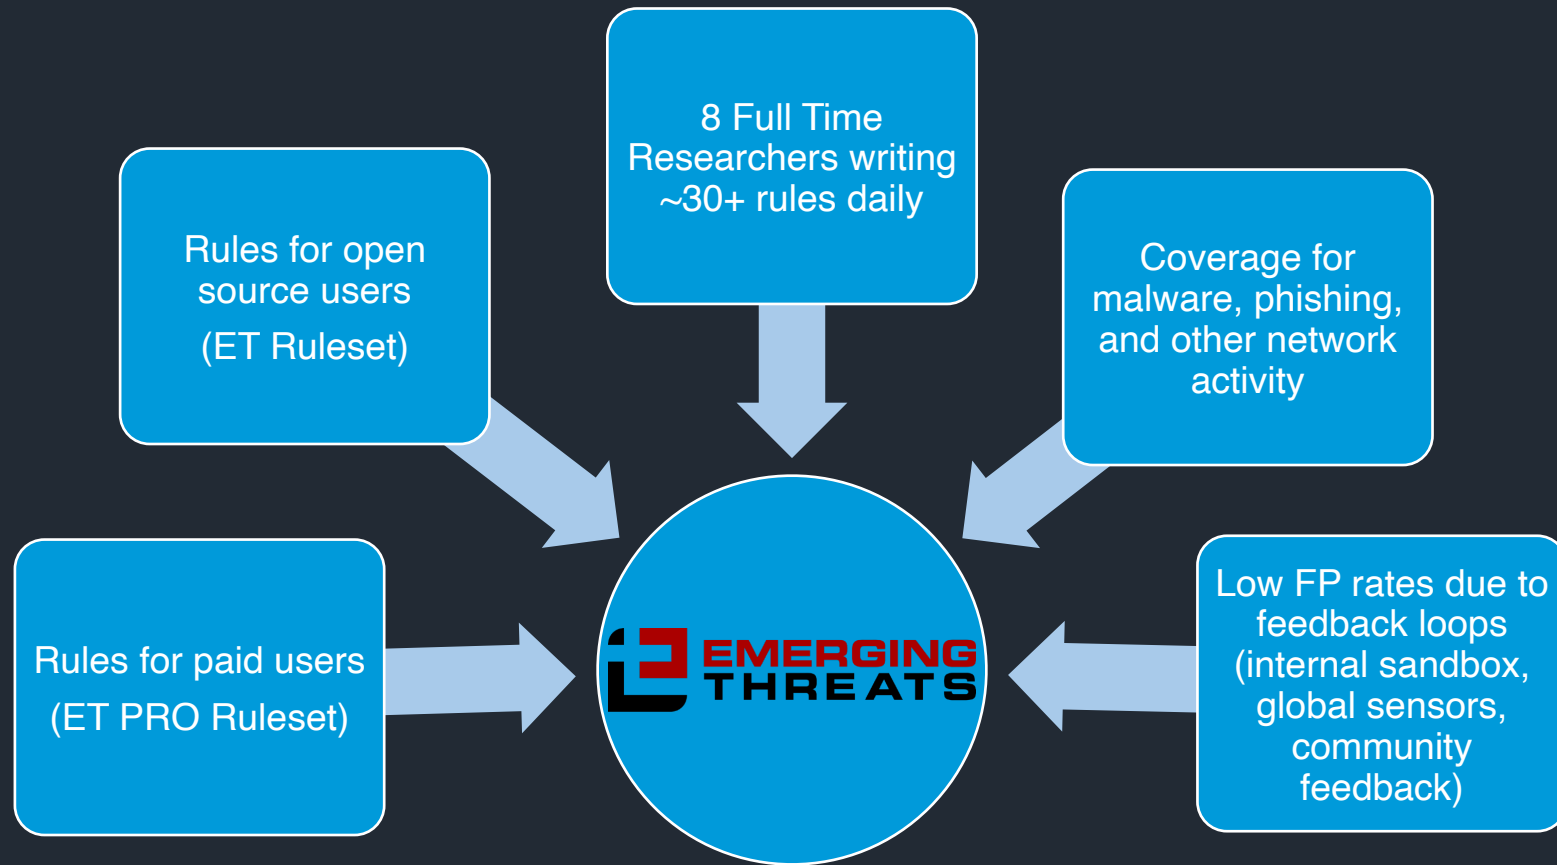 Rules for paid users
(ET PRO Ruleset)
Rules for open
source users
(ET Ruleset)
8 Full Time
Researchers writing
~30+ rules daily
Coverage for
malware, phishing,
and other network
activity
Low FP rates due to
feedback loops
(internal sandbox,
global sensors,
community
feedback)
EMERGING
THREATS